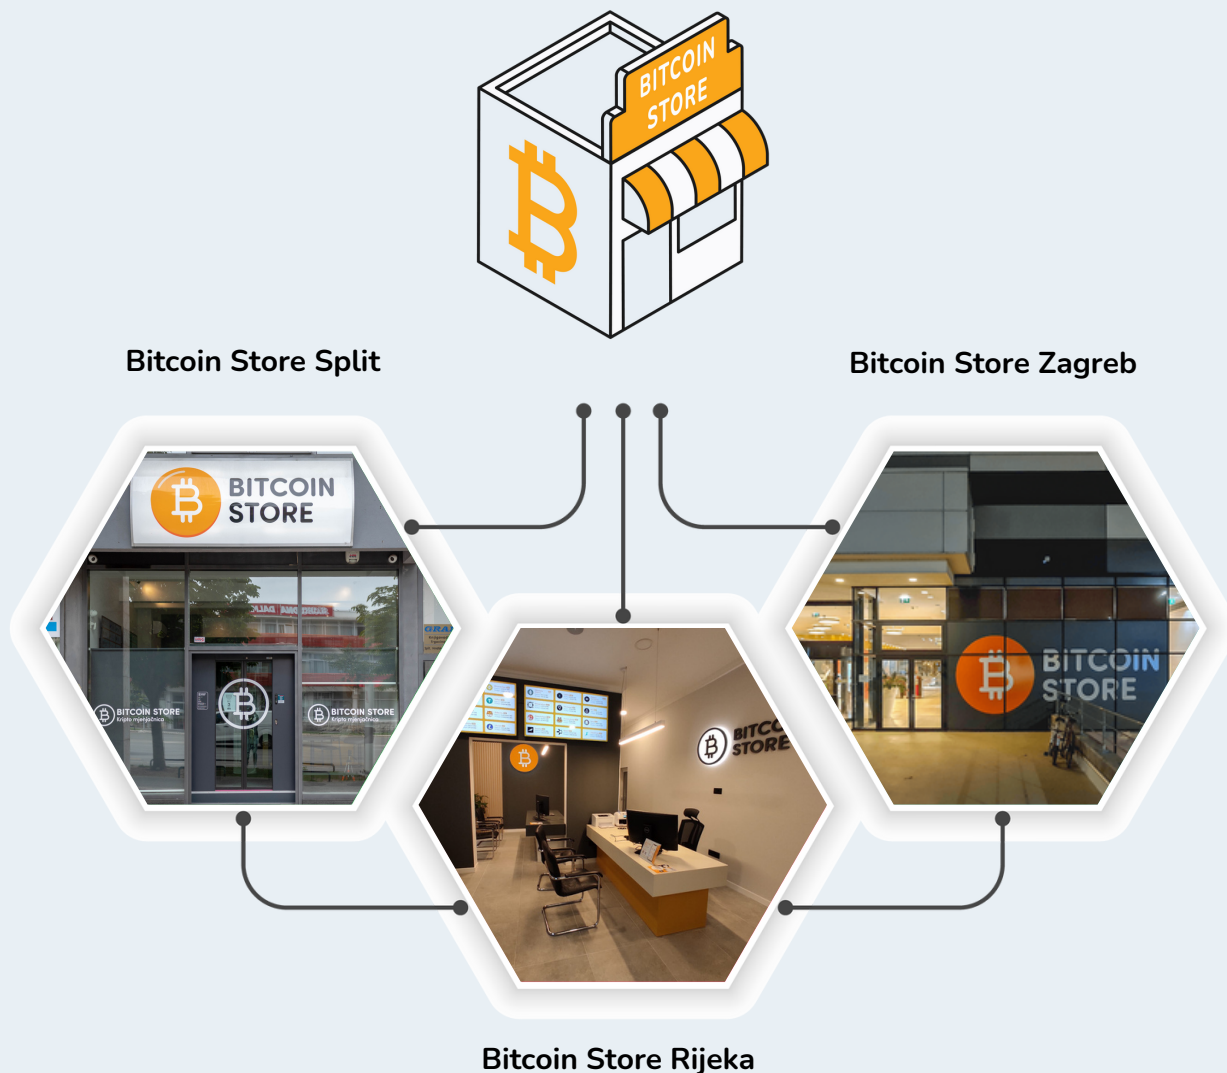 BITCOIN
STORE
Bitcoin Store Split
Bitcoin Store Zagreb
BITCOIN
STORE
BITCOIN STORE
Kripto mjenjačnica
BITCOIN STORE
Kripto mjenjačnica
BITCOIN
STORE
STORE
Bitcoin Store Rijeka